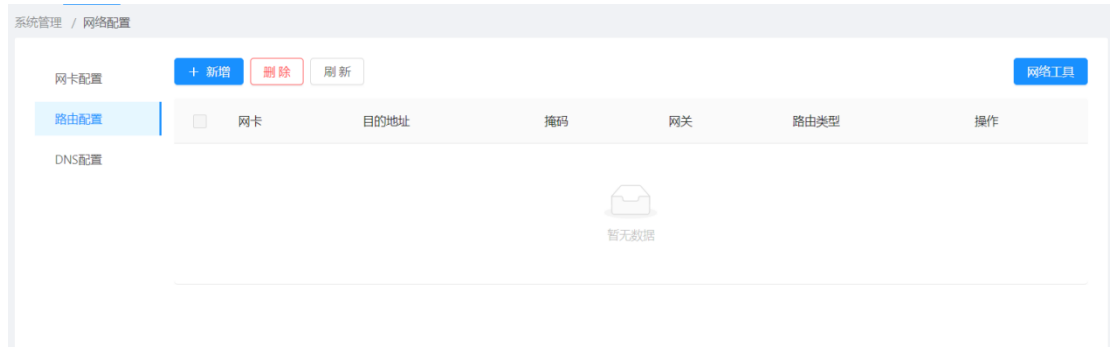 系统管理 / 网络配置
网卡配置
+ 新增 删 除 刷 新 网络工具
路由配置
网卡 目的地址 掩码 网关 路由类型 操作
DNS配置
暂无数据